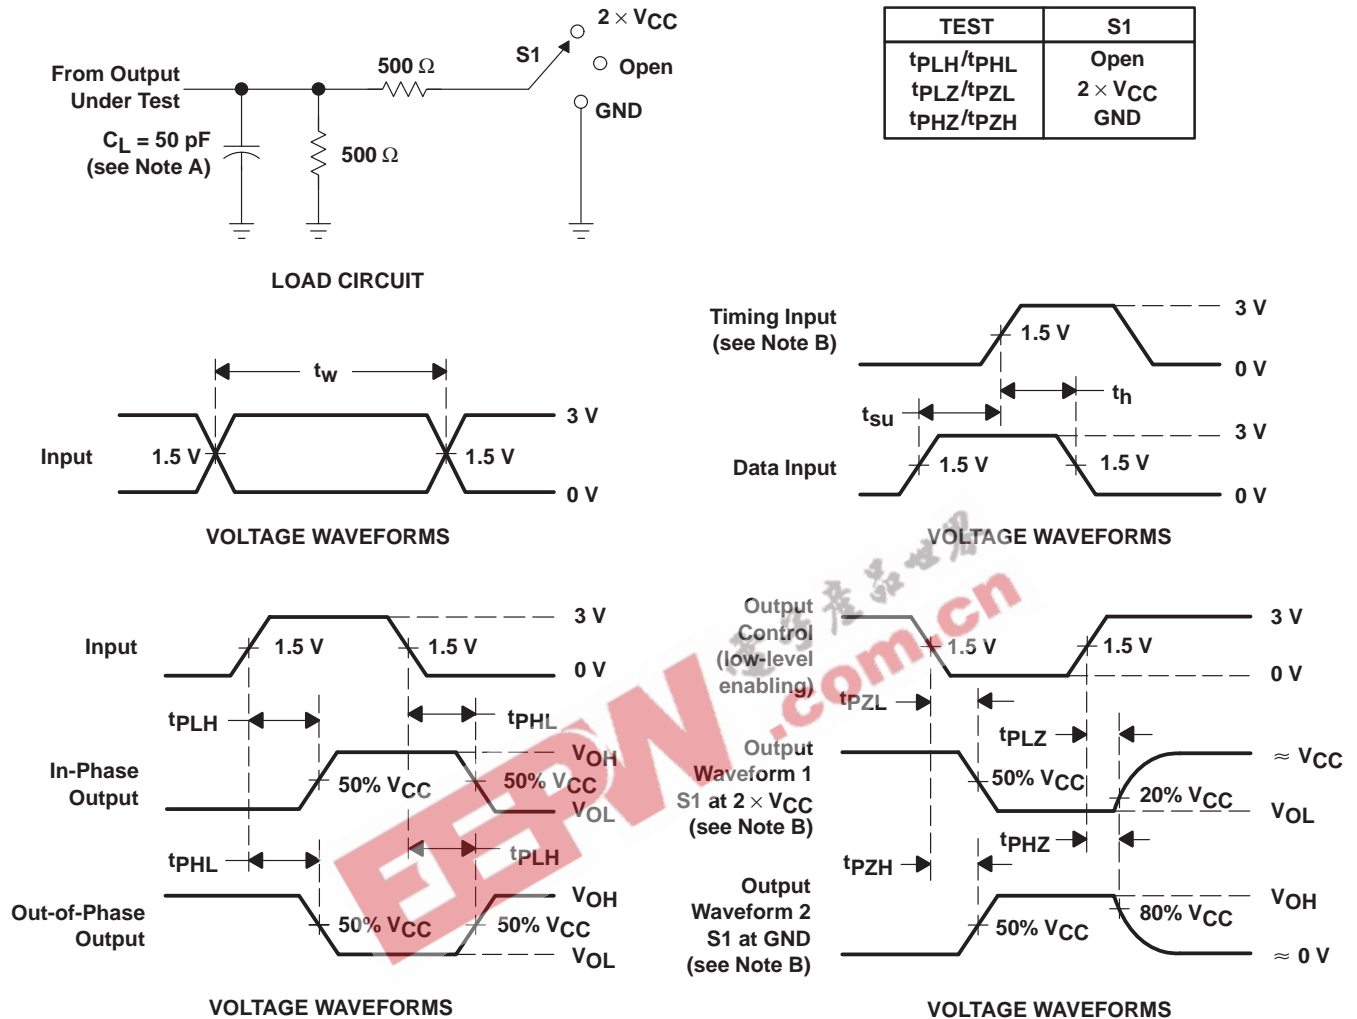 2 × VCC
S1
Open
GND
From Output
Under Test
500 Ω
CL = 50 pF
(see Note A)
500 Ω
LOAD CIRCUIT
TEST S1
tPLH/tPHL Open
tPLZ/tPZL 2 × VCC
tPHZ/tPZH GND
tw
3 V
Input
1.5 V
1.5 V
0 V
VOLTAGE WAVEFORMS
Timing Input
(see Note B)
3 V
1.5 V
0 V
tsu
th
3 V
Data Input
1.5 V
1.5 V
0 V
VOLTAGE WAVEFORMS
3 V
Input
1.5 V
1.5 V
0 V
tPLH
tPHL
In-Phase
Output
VOH
50% VCC
50% VCC
VOL
tPHL
tPLH
Out-of-Phase
Output
VOH
50% VCC
50% VCC
VOL
VOLTAGE WAVEFORMS
Output
Control
(low-level
enabling)
3 V
1.5 V
1.5 V
0 V
tPZL
tPLZ
Output
Waveform 1
S1 at 2 × VCC
(see Note B)
≈ VCC
50% VCC
20% VCC
VOL
tPHZ
tPZH
Output
Waveform 2
S1 at GND
(see Note B)
VOH
50% VCC
80% VCC
≈ 0 V
VOLTAGE WAVEFORMS
EEPW
.com.cn